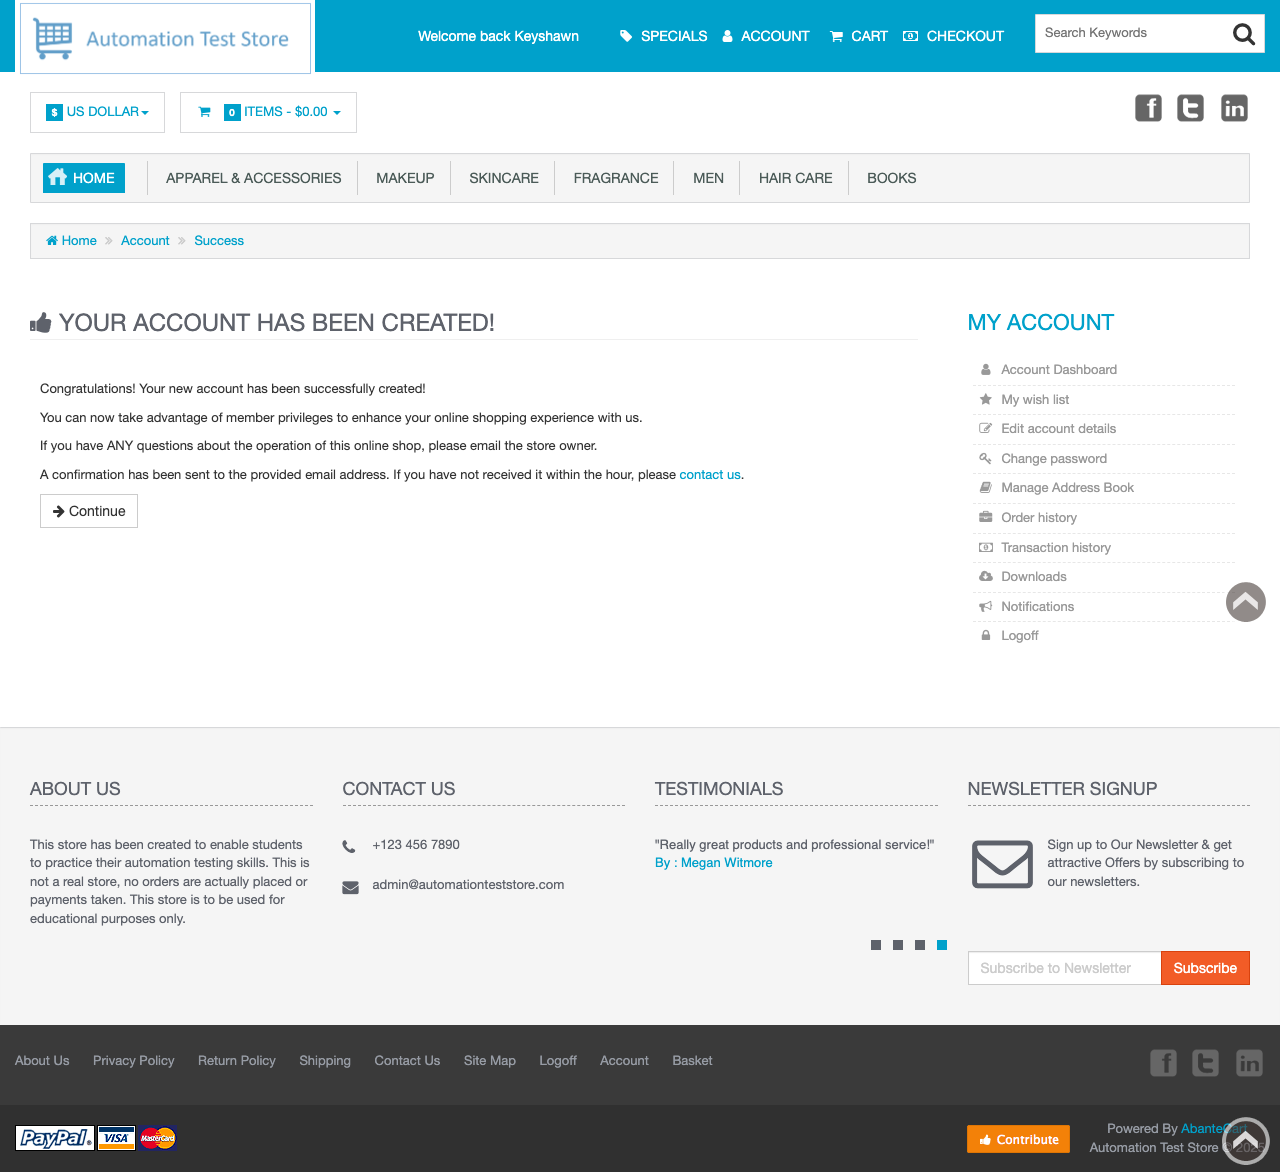 Automation Test Store
Welcome back Keyshawn
SPECIALS
ACCOUNT
CART
CHECKOUT
Search Keywords
$ US DOLLAR
0 ITEMS - $0.00
HOME
APPAREL & ACCESSORIES
MAKEUP
SKINCARE
FRAGRANCE
MEN
HAIR CARE
BOOKS
Home
Account
Success
YOUR ACCOUNT HAS BEEN CREATED!
Congratulations! Your new account has been successfully created!
You can now take advantage of member privileges to enhance your online shopping experience with us.
If you have ANY questions about the operation of this online shop, please email the store owner.
A confirmation has been sent to the provided email address. If you have not received it within the hour, please contact us.
Continue
MY ACCOUNT
Account Dashboard
My wish list
Edit account details
Change password
Manage Address Book
Order history
Transaction history
Downloads
Notifications
Logoff
ABOUT US
This store has been created to enable students
to practice their automation testing skills. This is
not a real store, no orders are actually placed or
payments taken. This store is to be used for
educational purposes only.
CONTACT US
+123 456 7890
admin@automationteststore.com
TESTIMONIALS
"Really great products and professional service!"
By : Megan Witmore
NEWSLETTER SIGNUP
Sign up to Our Newsletter & get
attractive Offers by subscribing to
our newsletters.
Subscribe to Newsletter
Subscribe
About Us
Privacy Policy
Return Policy
Shipping
Contact Us
Site Map
Logoff
Account
Basket
PayPal
VISA
MasterCard
Contribute
Powered By AbanteCart
Automation Test Store © 2025